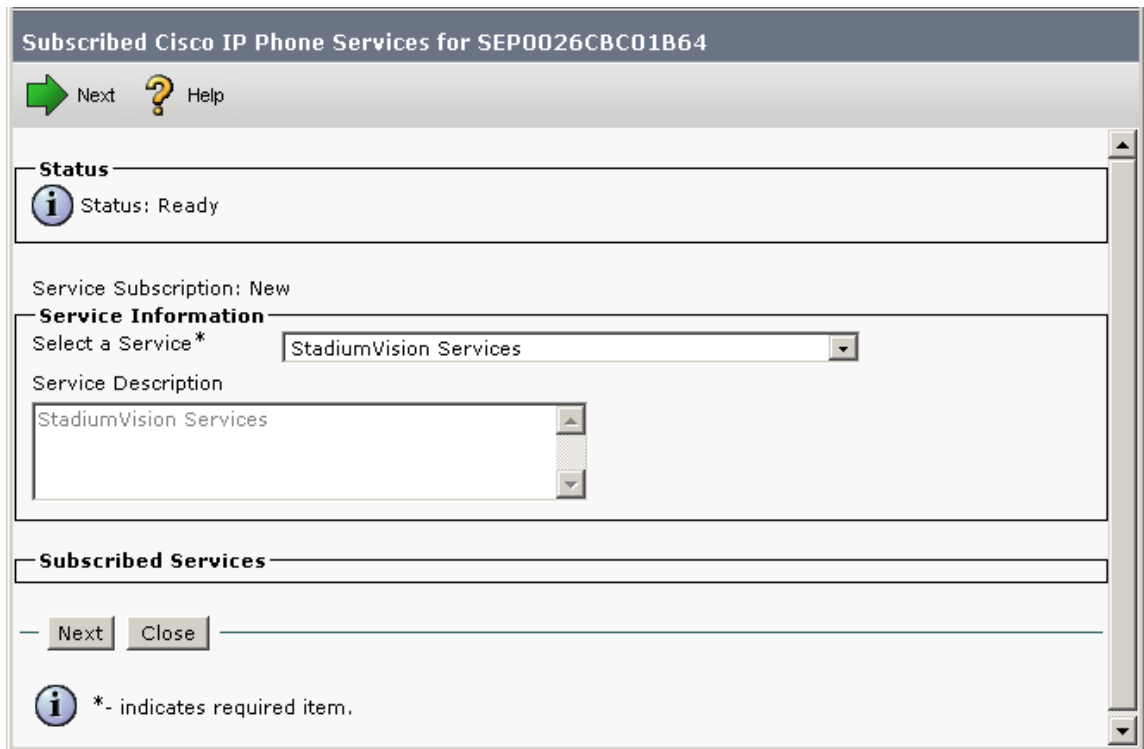 Subscribed Cisco IP Phone Services for SEP0026CBC01B64
Next Help
Status
Status: Ready
Service Subscription: New
Service Information
Select a Service* StadiumVision Services
Service Description
StadiumVision Services
Subscribed Services
Next Close
*- indicates required item.